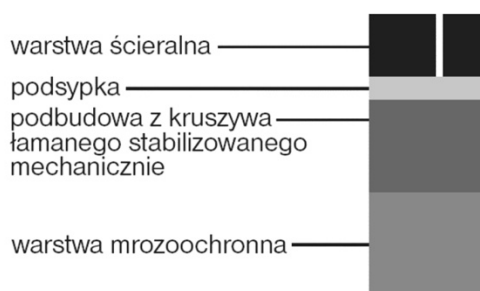 warstwa ścieralna
podsypka
podbudowa z kruszywa
łamanego stabilizowanego
mechanicznie
warstwa mrozoochronna